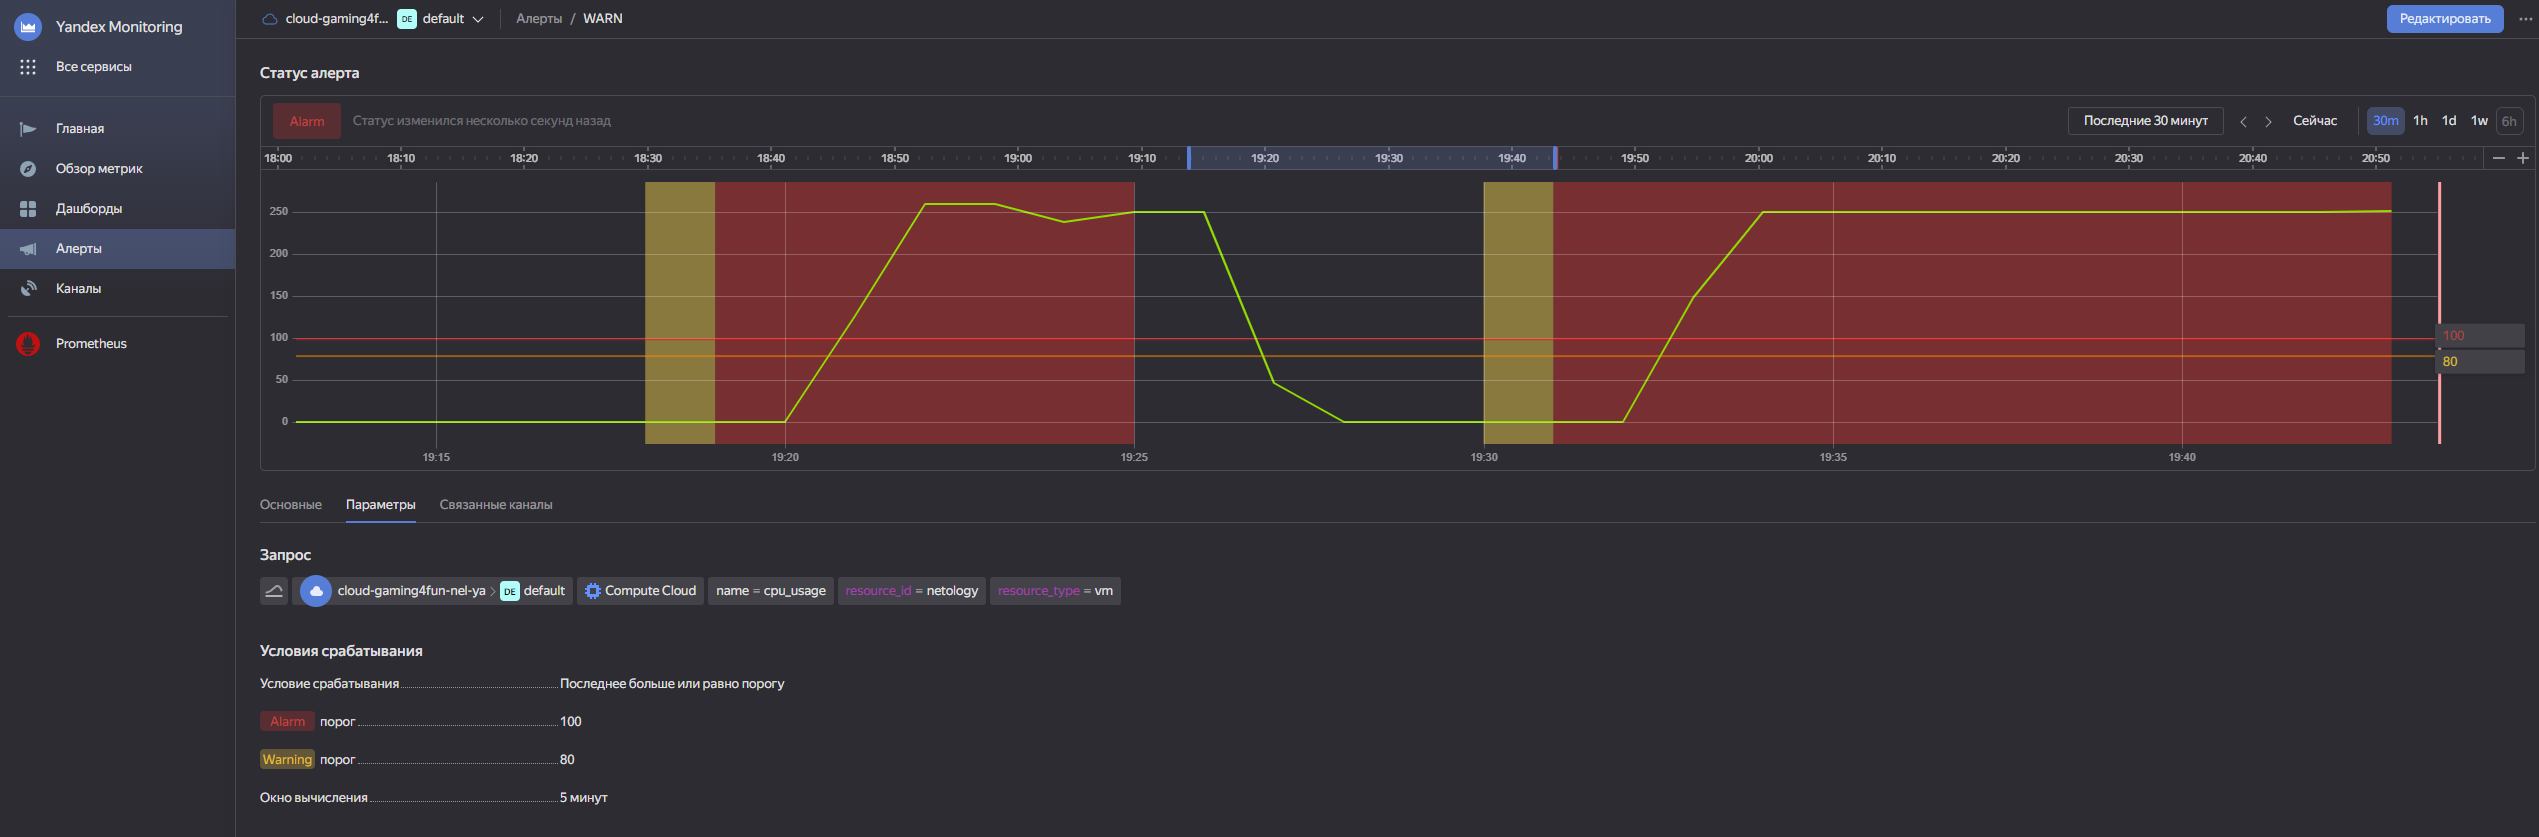 Yandex Monitoring
Все сервисы
Главная
Обзор метрик
Дашборды
Алерты
Каналы
Prometheus
cloud-gaming4f... DE default Алерты / WARN Редактировать
Статус алерта
Alarm Статус изменился несколько секунд назад Последние 30 минут Сейчас 30m 1h 1d 1w 6h
18:00 18:10 18:20 18:30 18:40 18:50 19:00 19:10 19:20 19:30 19:40 19:50 20:00 20:10 20:20 20:30 20:40 20:50
250
200
150
100
50
0
100
80
19:15 19:20 19:25 19:30 19:35 19:40
Основные Параметры Связанные каналы
Запрос
cloud-gaming4fun-nel-ya > DE default Compute Cloud name = cpu_usage resource_id = netology resource_type = vm
Условия срабатывания
Условие срабатывания Последнее больше или равно порогу
Alarm порог 100
Warning порог 80
Окно вычисления 5 минут